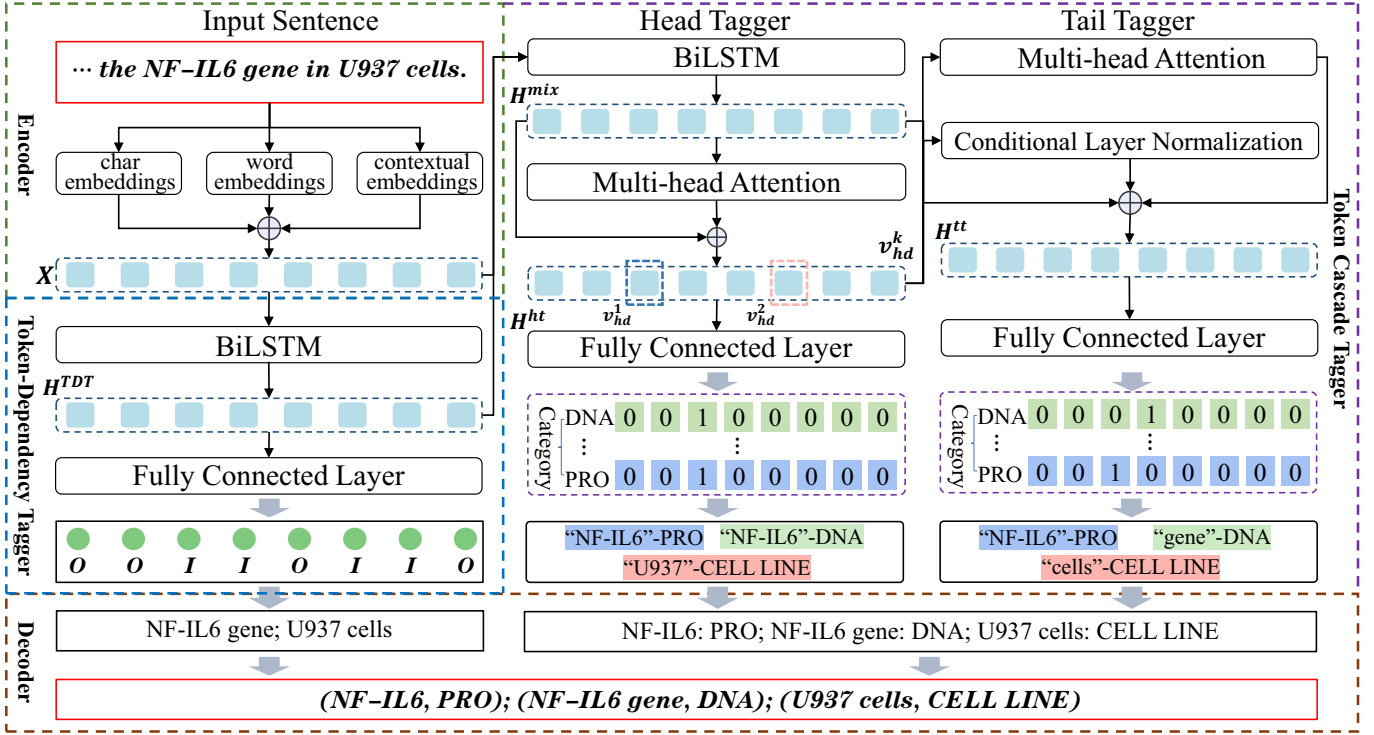 Input Sentence
Head Tagger
Tail Tagger
Encoder
··· the NF–IL6 gene in U937 cells.
char
embeddings
word
embeddings
contextual
embeddings
X
Token-Dependency Tagger
BiLSTM
H^TDT
Fully Connected Layer
O O I I O I I O
BiLSTM
H^mix
Multi-head Attention
v_hd^k
H^ht
v_hd^1
v_hd^2
Fully Connected Layer
Category
DNA 0 0 1 0 0 0 0 0
··· ···
PRO 0 0 1 0 0 0 0 0
“NF-IL6”-PRO “NF-IL6”-DNA
“U937”-CELL LINE
Multi-head Attention
Conditional Layer Normalization
H^tt
Fully Connected Layer
Category
DNA 0 0 0 1 0 0 0 0
··· ···
PRO 0 0 1 0 0 0 0 0
“NF-IL6”-PRO “gene”-DNA
“cells”-CELL LINE
Token Cascade Tagger
Decoder
NF-IL6 gene; U937 cells
NF-IL6: PRO; NF-IL6 gene: DNA; U937 cells: CELL LINE
(NF–IL6, PRO); (NF–IL6 gene, DNA); (U937 cells, CELL LINE)